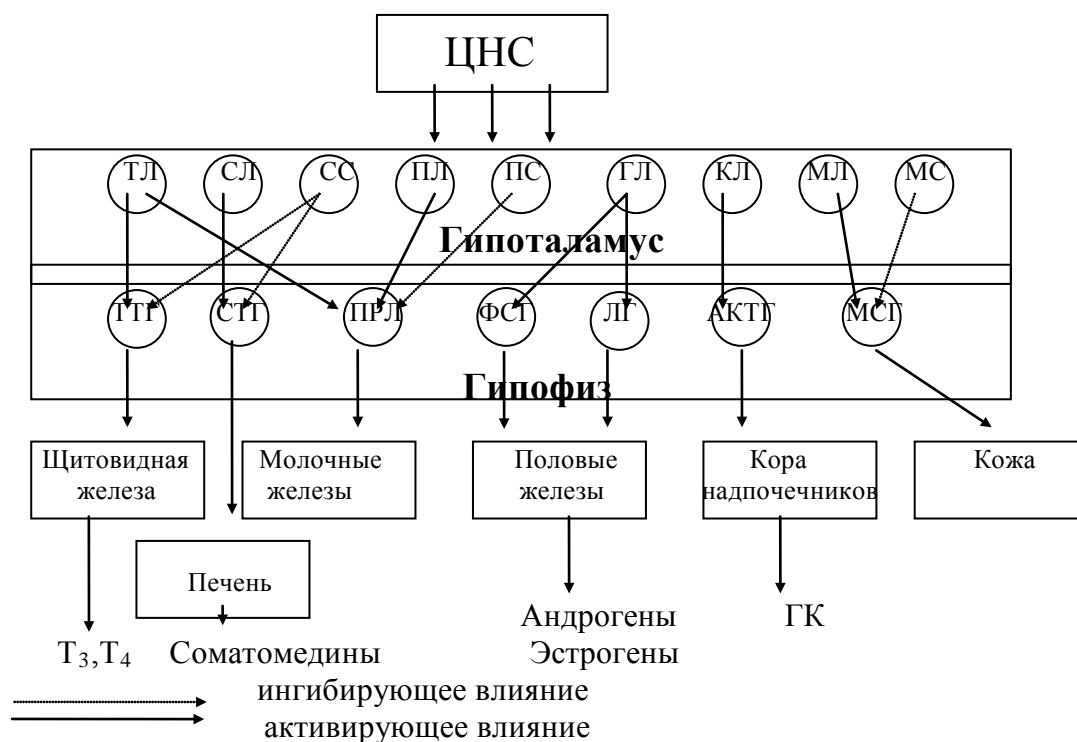 ЦНС
ТЛ СЛ СС ПЛ ПС ГЛ КЛ МЛ МС
Гипоталамус
ТТГ СТГ ПРЛ ФСГ ЛГ АКТГ МСГ
Гипофиз
Щитовидная железа
Молочные железы
Половые железы
Кора надпочечников
Кожа
Печень
Андрогены ГК
Т3,Т4 Соматомедины Эстрогены
ингибирующее влияние
активирующее влияние